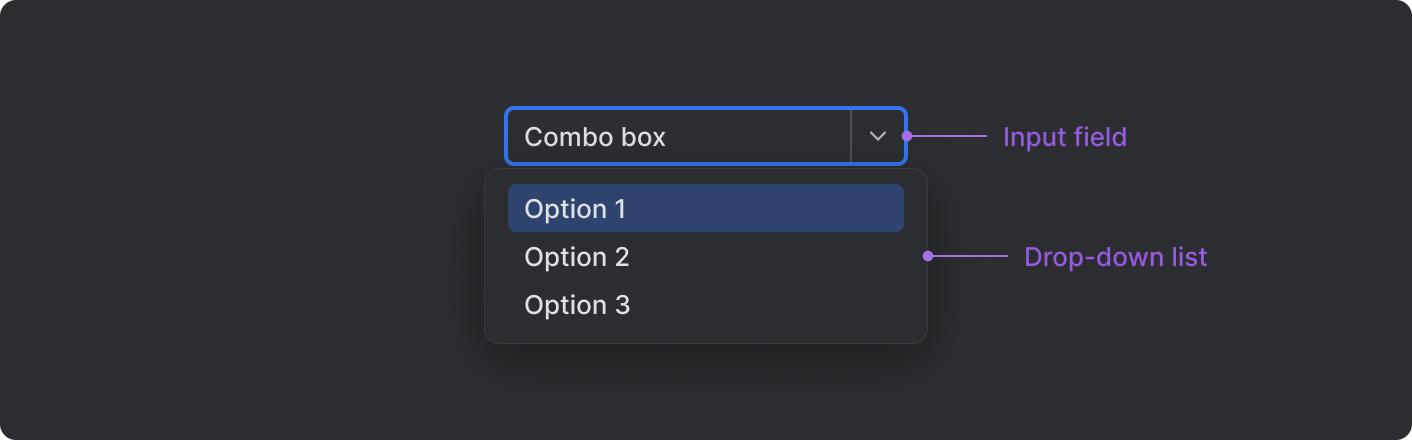 Combo box
Input field
Option 1
Option 2
Drop-down list
Option 3